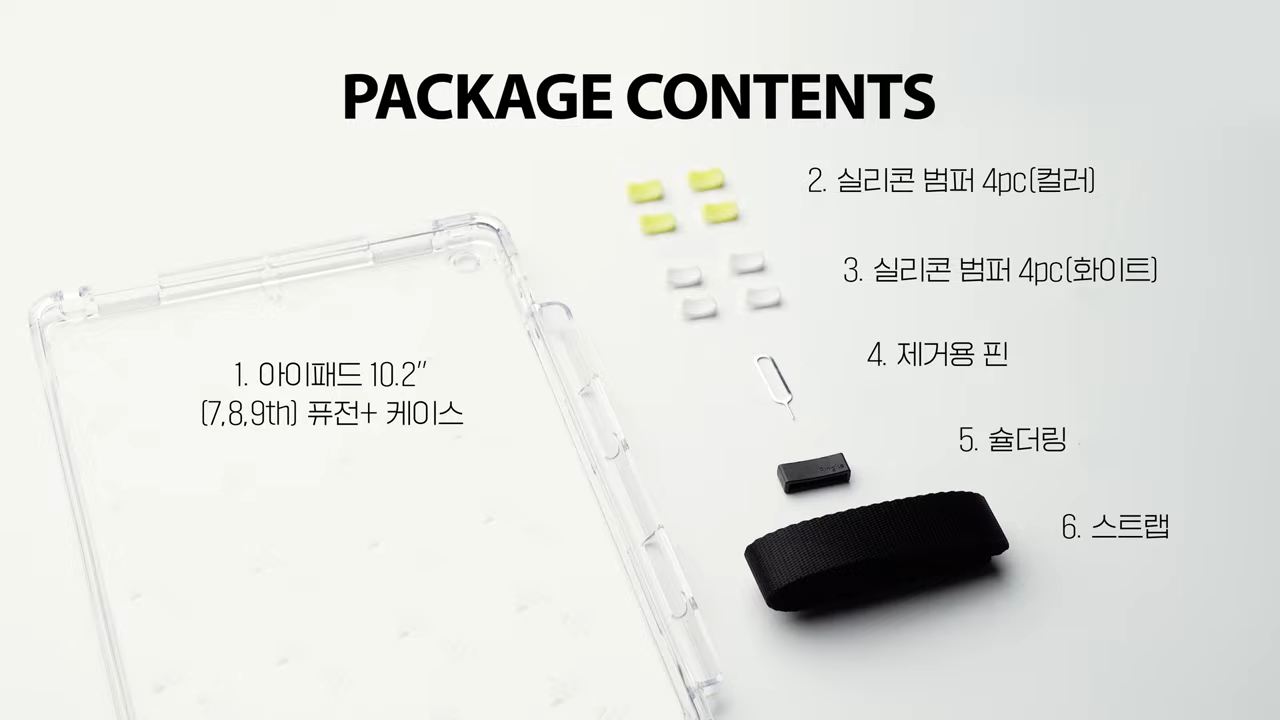 PACKAGE CONTENTS
1. 아이패드 10.2"
(7,8,9th) 퓨전+ 케이스
2. 실리콘 범퍼 4pc(컬러)
3. 실리콘 범퍼 4pc(화이트)
4. 제거용 핀
5. 슐더링
6. 스트랩